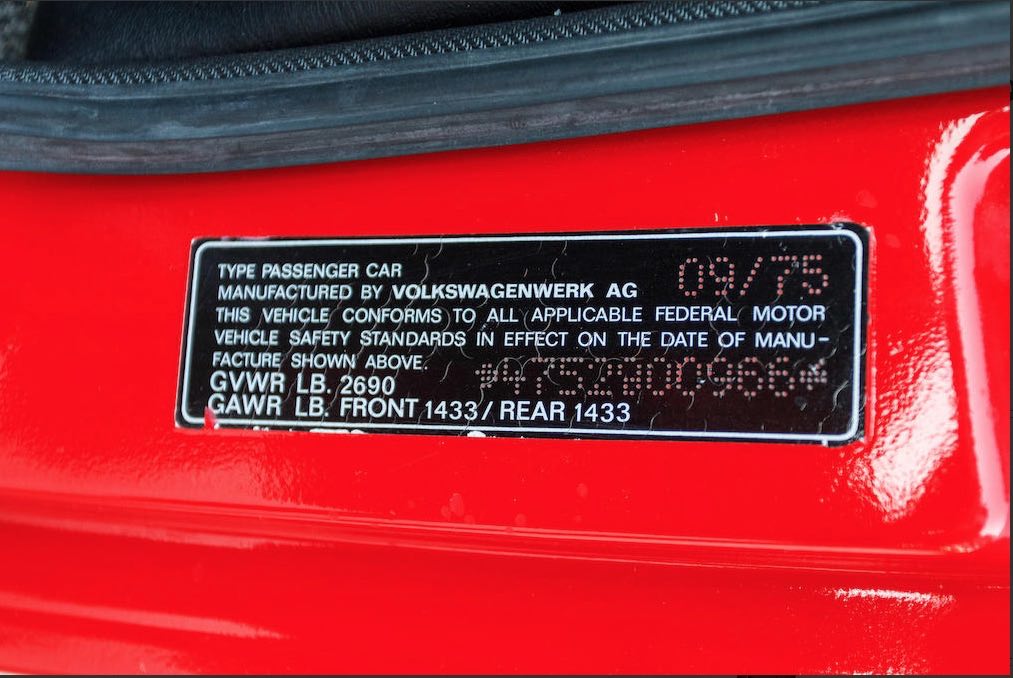 TYPE PASSENGER CAR
09/75
MANUFACTURED BY VOLKSWAGENWERK AG
THIS VEHICLE CONFORMS TO ALL APPLICABLE FEDERAL MOTOR
VEHICLE SAFETY STANDARDS IN EFFECT ON THE DATE OF MANU-
FACTURE SHOWN ABOVE.
GVWR LB. 2690
GAWR LB. FRONT 1433/ REAR 1433